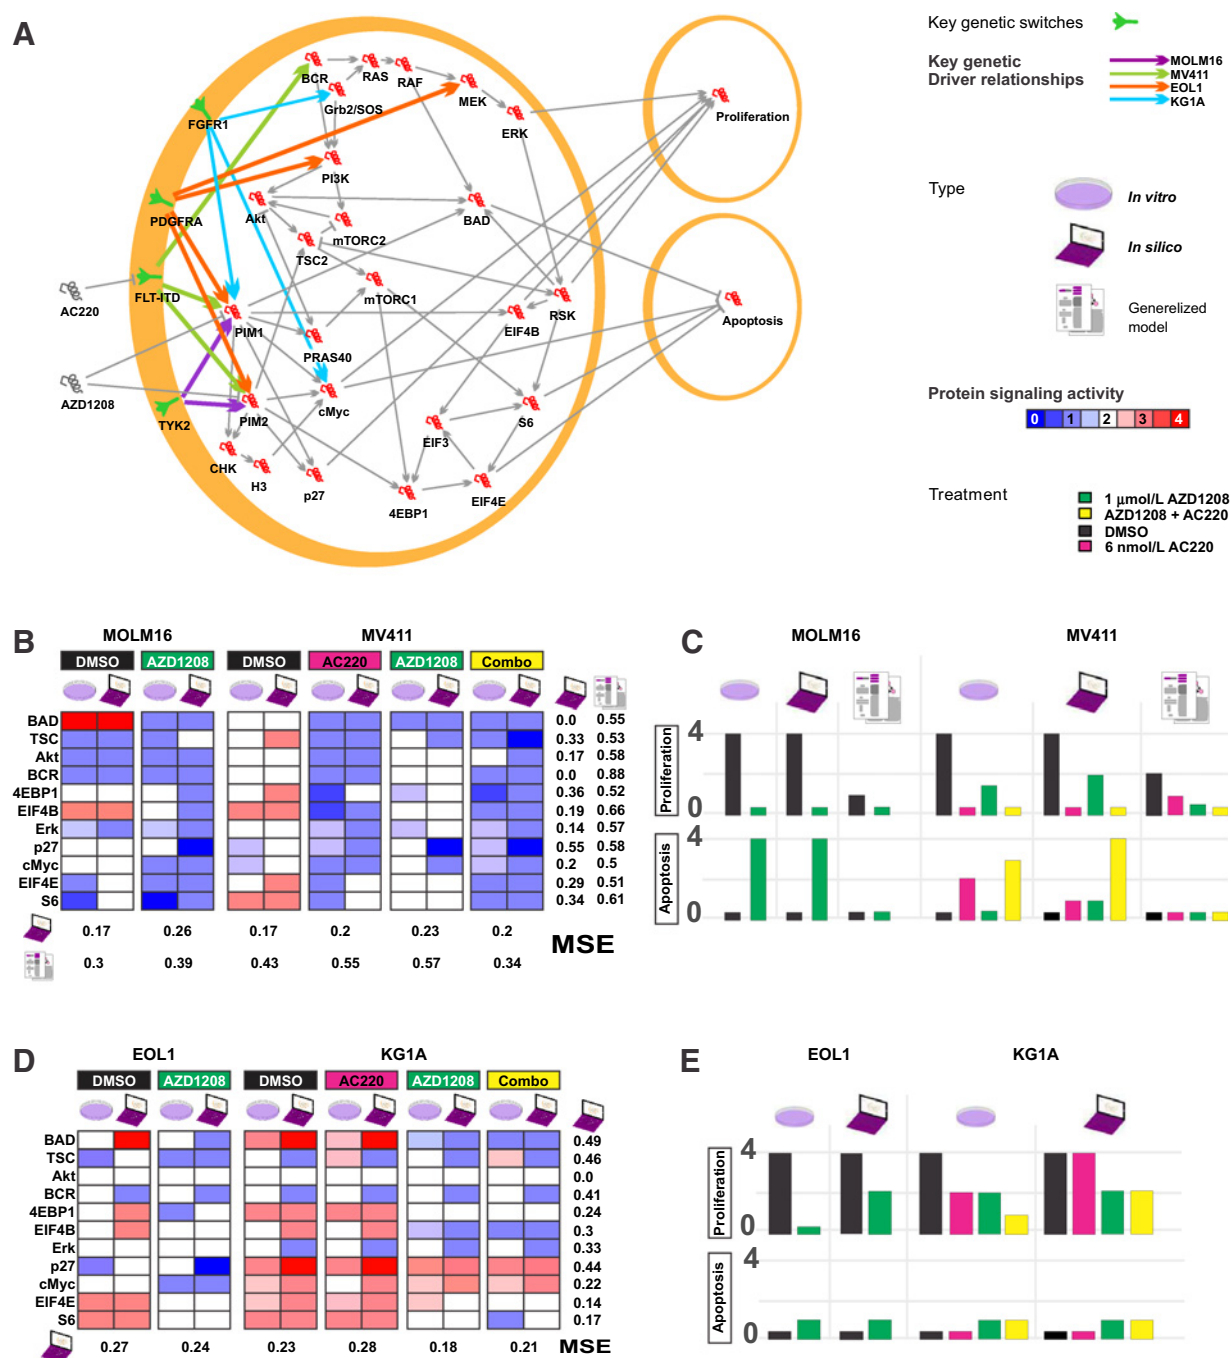 A
Key genetic switches
Key genetic
Driver relationships
MOLM16
MV411
EOL1
KG1A
Type
In vitro
In silico
Generelized
model
Protein signaling activity
0 1 2 3 4
Treatment
1 µmol/L AZD1208
AZD1208 + AC220
DMSO
6 nmol/L AC220
BCR
RAS
RAF
MEK
Grb2/SOS
ERK
FGFR1
PI3K
PDGFRA
Akt
mTORC2
BAD
TSC2
FLT-ITD
mTORC1
AC220
PIM1
EIF4B
RSK
PRAS40
AZD1208
cMyc
TYK2
PIM2
EIF3
S6
CHK
H3
p27
4EBP1
EIF4E
Proliferation
Apoptosis
B
MOLM16 MV411
DMSO AZD1208 DMSO AC220 AZD1208 Combo
BAD 0.0 0.55
TSC 0.33 0.53
Akt 0.17 0.58
BCR 0.0 0.88
4EBP1 0.36 0.52
EIF4B 0.19 0.66
Erk 0.14 0.57
p27 0.55 0.58
cMyc 0.2 0.5
EIF4E 0.29 0.51
S6 0.34 0.61
0.17 0.26 0.17 0.2 0.23 0.2
MSE
0.3 0.39 0.43 0.55 0.57 0.34
C
MOLM16 MV411
Proliferation
4
0
Apoptosis
4
0
D
EOL1 KG1A
DMSO AZD1208 DMSO AC220 AZD1208 Combo
BAD 0.49
TSC 0.46
Akt 0.0
BCR 0.41
4EBP1 0.24
EIF4B 0.3
Erk 0.33
p27 0.44
cMyc 0.22
EIF4E 0.14
S6 0.17
0.27 0.24 0.23 0.28 0.18 0.21 MSE
E
EOL1 KG1A
Proliferation
4
0
Apoptosis
4
0